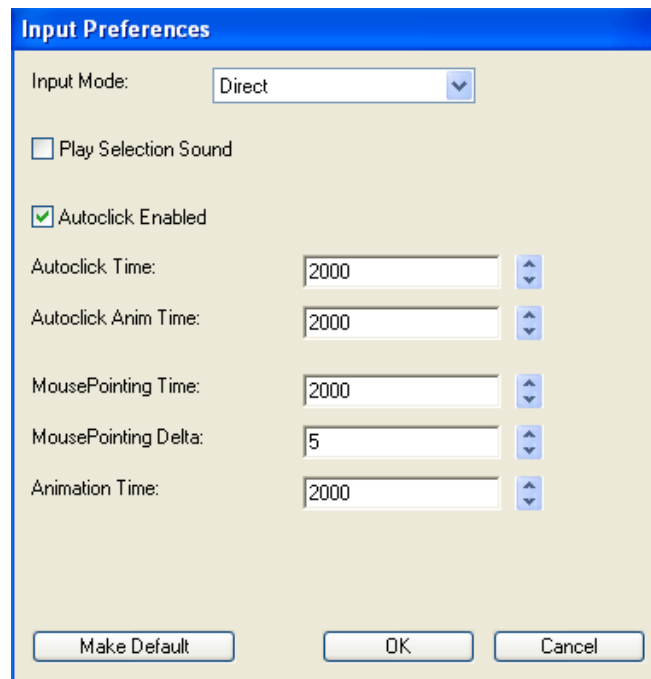 Input Preferences
Input Mode: Direct
Play Selection Sound
Autoclick Enabled
Autoclick Time: 2000
Autoclick Anim Time: 2000
MousePointing Time: 2000
MousePointing Delta: 5
Animation Time: 2000
Make Default OK Cancel